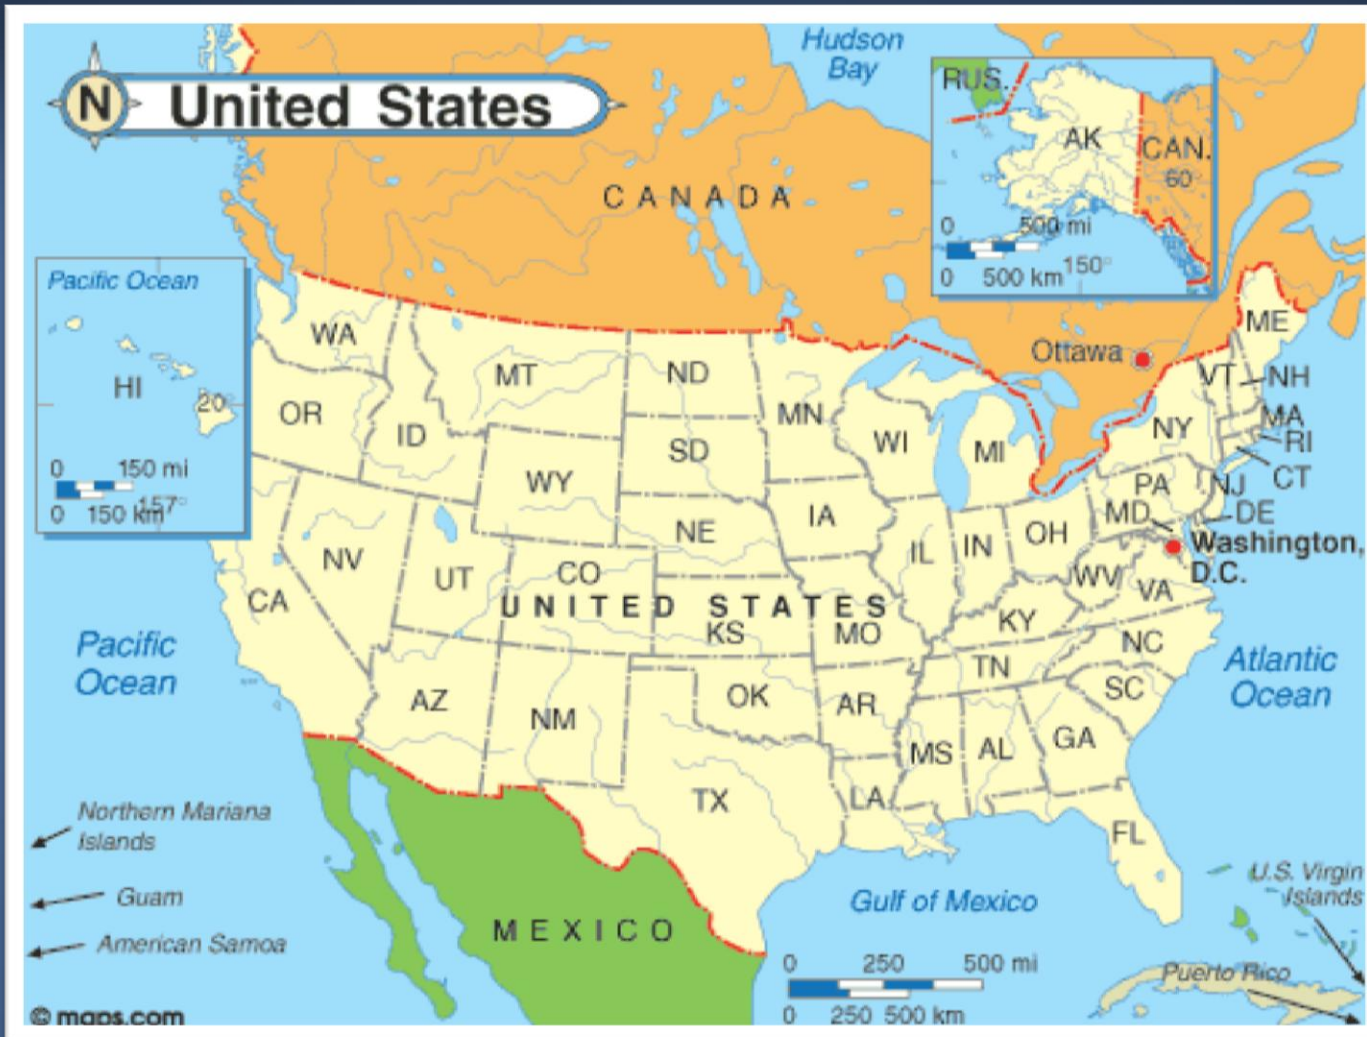 N United States
Hudson
Bay
RUS.
AK
CAN.
60°
0 500 mi
0 500 km
150°
CANADA
Pacific Ocean
HI
20°
0 150 mi
0 150 km
157°
Ottawa
WA
MT
ND
MN
ME
VT
NH
OR
ID
SD
WI
MI
NY
MA
RI
CT
WY
IA
PA
NJ
NE
MD
DE
NV
UT
CO
IL
IN
OH
Washington,
D.C.
CA
UNITED STATES
WV
VA
KS
MO
KY
Pacific
Ocean
NC
TN
Atlantic
Ocean
AZ
NM
OK
AR
SC
MS
AL
GA
TX
LA
FL
Northern Mariana
Islands
Guam
American Samoa
MEXICO
Gulf of Mexico
U.S. Virgin
Islands
Puerto Rico
0 250 500 mi
0 250 500 km
© maps.com